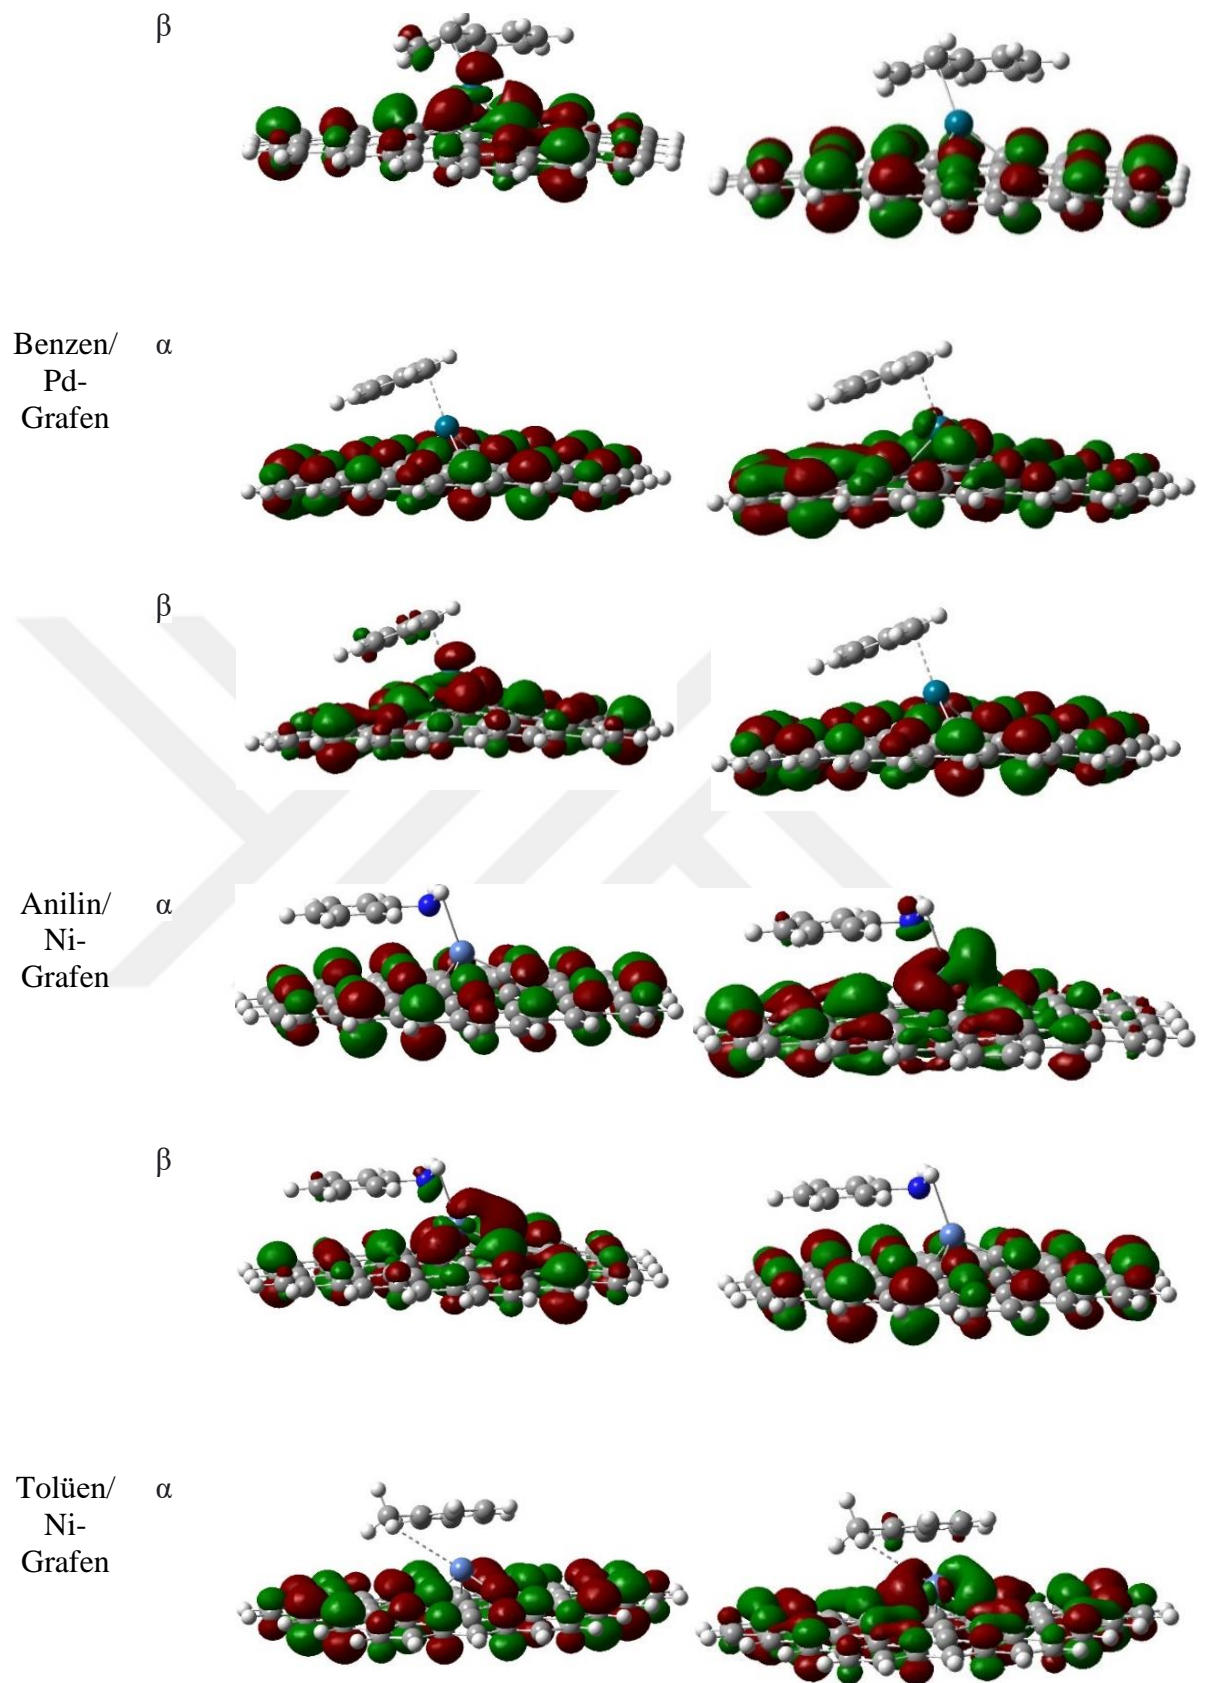 β
Benzen/ α
Pd-
Grafen
β
Anilin/ α
Ni-
Grafen
β
Tolüen/ α
Ni-
Grafen